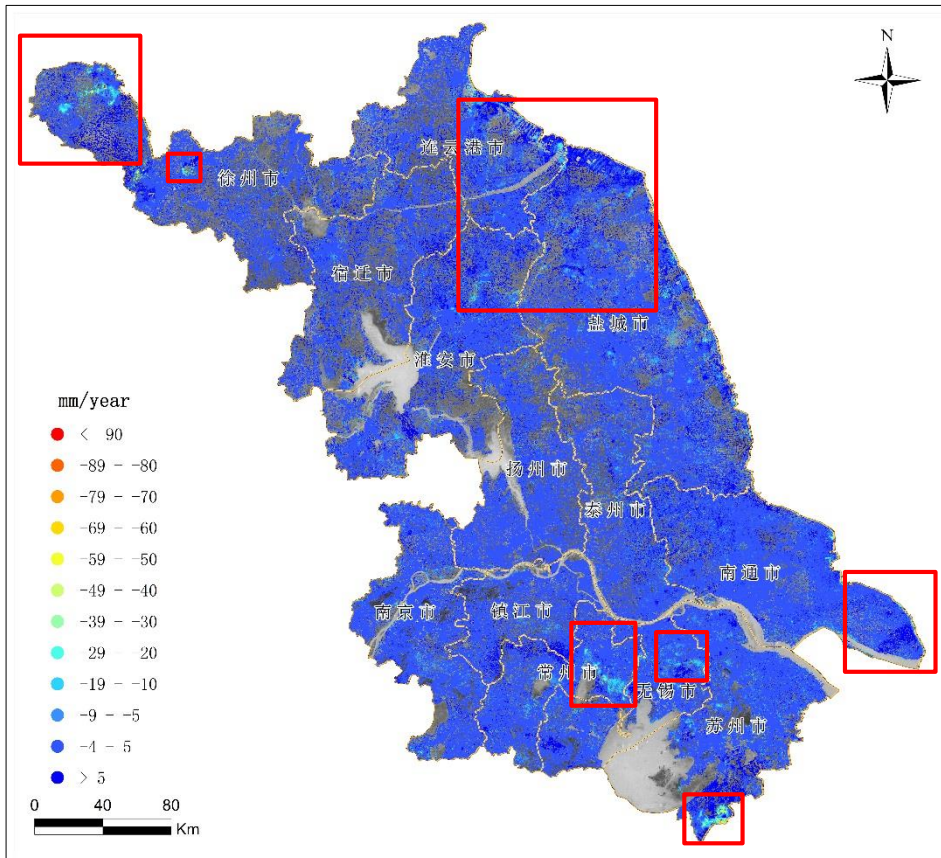 N
连云港市
徐州市
宿迁市
盐城市
淮安市
mm/year
< 90
-89 - -80
-79 - -70
-69 - -60
-59 - -50
-49 - -40
-39 - -30
29 - 20
-19 - -10
-9 - -5
-4 - 5
> 5
扬州市
泰州市
南通市
南京市
镇江市
常州市
无锡市
苏州市
0 40 80
Km